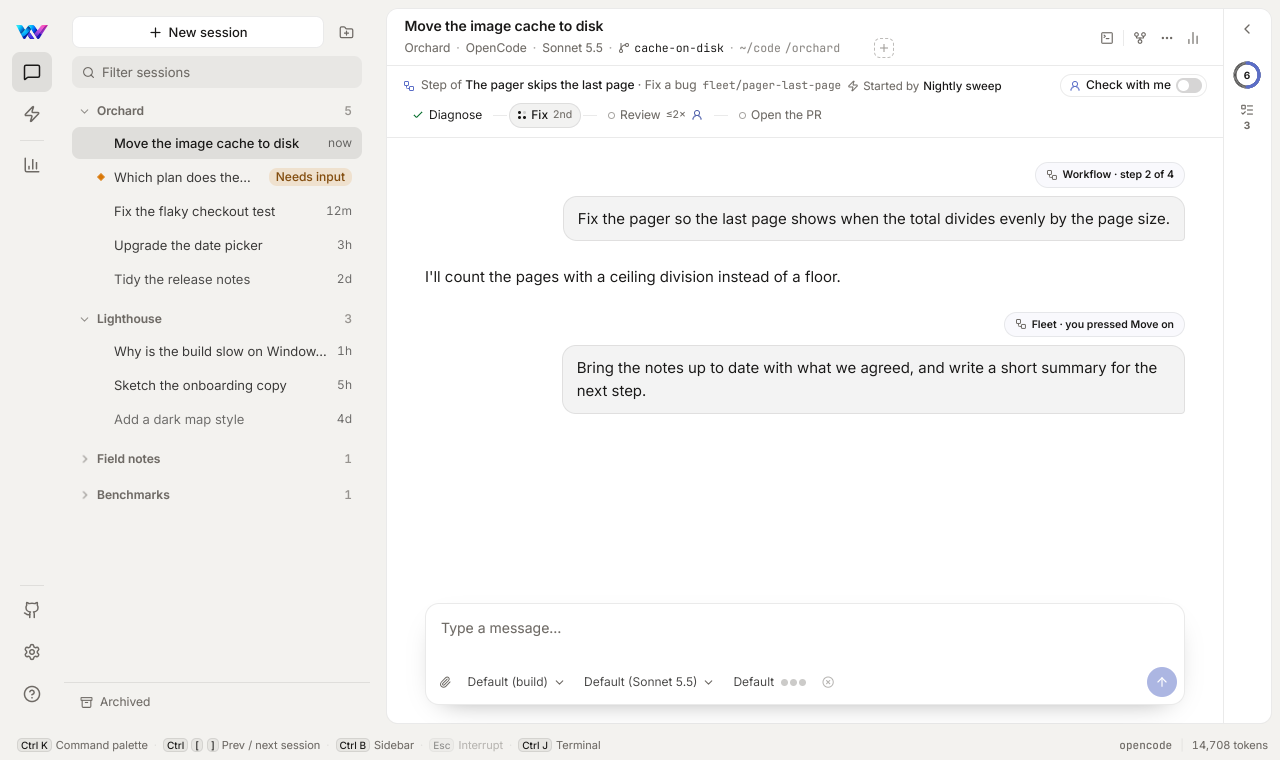 New session
Filter sessions
Orchard 5
Move the image cache to disk now
Which plan does the... Needs input
Fix the flaky checkout test 12m
Upgrade the date picker 3h
Tidy the release notes 2d
Lighthouse 3
Why is the build slow on Window... 1h
Sketch the onboarding copy 5h
Add a dark map style 4d
Field notes 1
Benchmarks 1
Archived
Move the image cache to disk
Orchard · OpenCode · Sonnet 5.5 · cache-on-disk · ~/code /orchard
Step of The pager skips the last page · Fix a bug fleet/pager-last-page Started by Nightly sweep Check with me
Diagnose Fix 2nd Review ≤2× Open the PR
Workflow · step 2 of 4
Fix the pager so the last page shows when the total divides evenly by the page size.
I'll count the pages with a ceiling division instead of a floor.
Fleet · you pressed Move on
Bring the notes up to date with what we agreed, and write a short summary for the
next step.
Type a message...
Default (build) Default (Sonnet 5.5) Default
6
3
Ctrl K Command palette · Ctrl [ ] Prev / next session · Ctrl B Sidebar · Esc Interrupt · Ctrl J Terminal
opencode 14,708 tokens